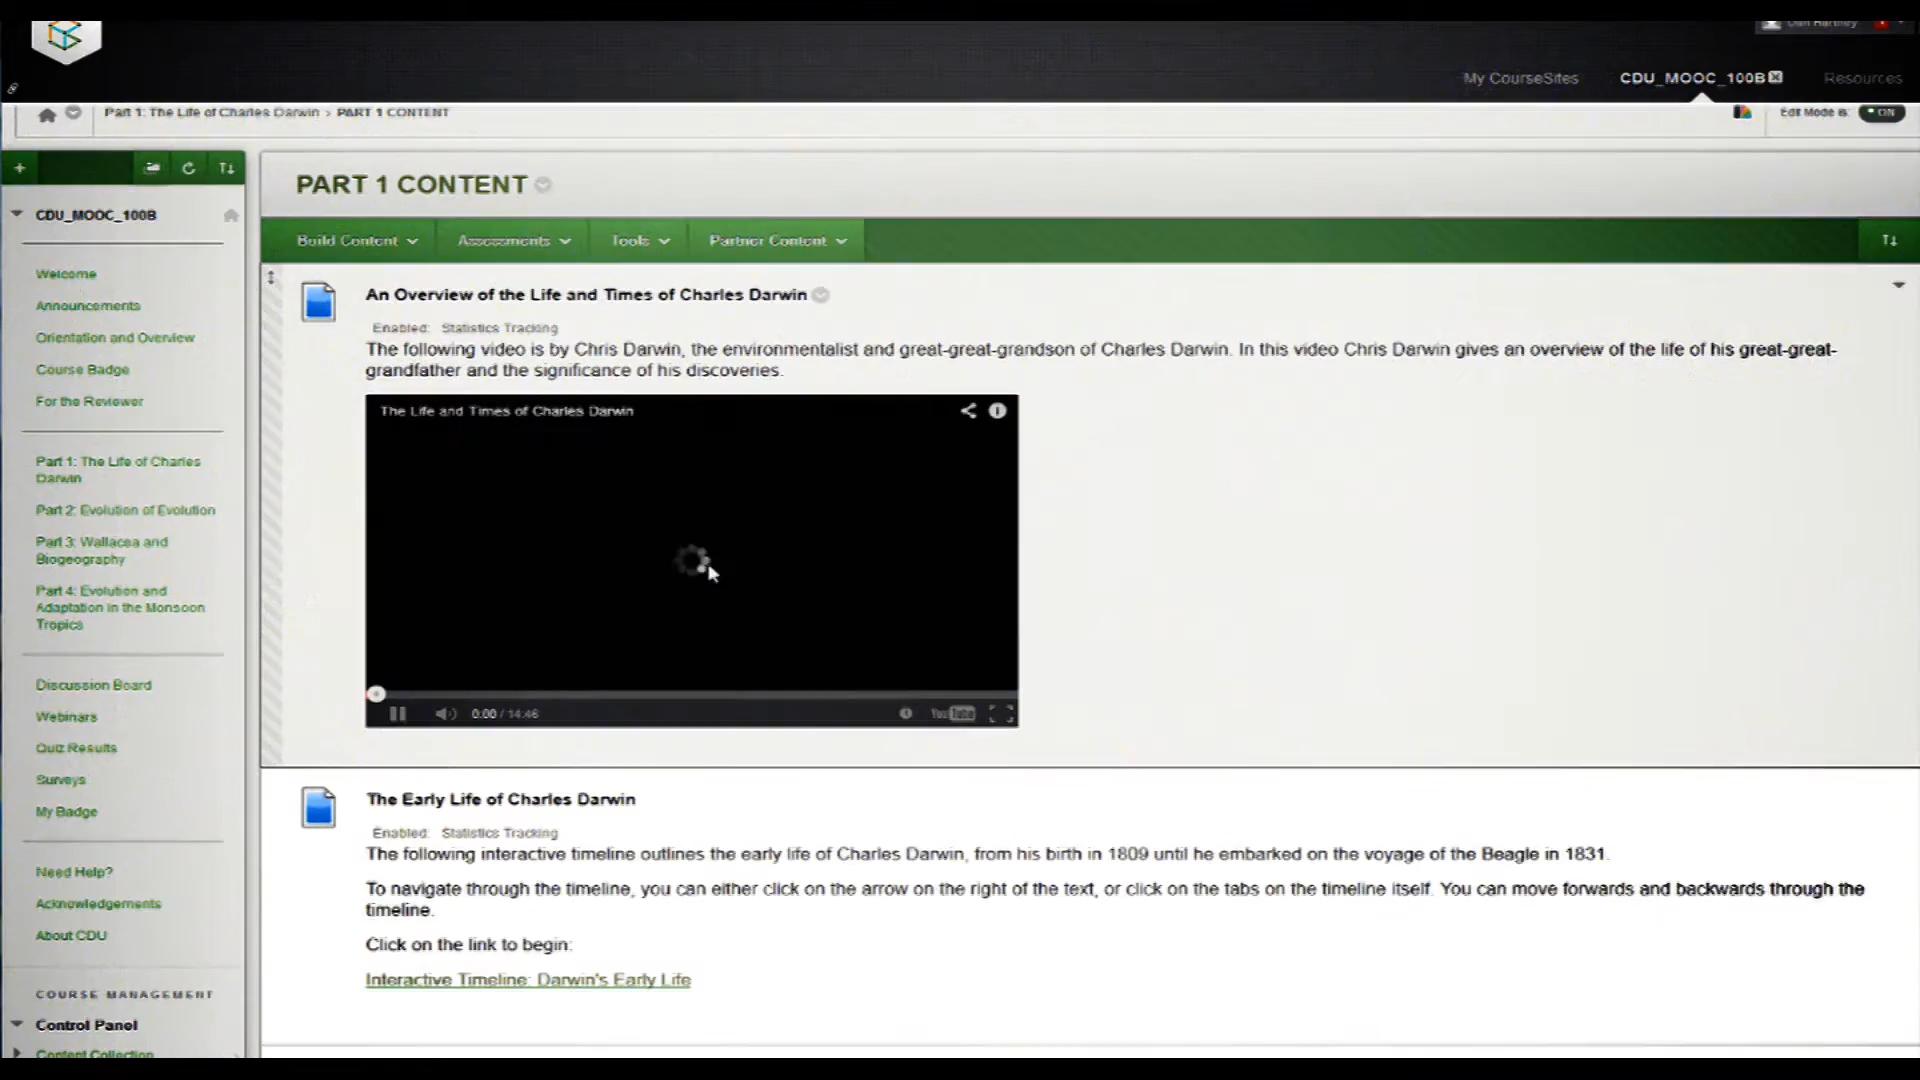 Dan Hartney
My CourseSites
CDU_MOOC_100B
Resources
Part 1: The Life of Charles Darwin > PART 1 CONTENT
Edit Mode is:
ON
PART 1 CONTENT
CDU_MOOC_100B
Build Content
Assessments
Tools
Partner Content
Welcome
Announcements
Orientation and Overview
Course Badge
For the Reviewer
Part 1: The Life of Charles
Darwin
Part 2: Evolution of Evolution
Part 3: Wallacea and
Biogeography
Part 4: Evolution and
Adaptation in the Monsoon
Tropics
Discussion Board
Webinars
Quiz Results
Surveys
My Badge
Need Help?
Acknowledgements
About CDU
COURSE MANAGEMENT
Control Panel
Content Collection
An Overview of the Life and Times of Charles Darwin
Enabled: Statistics Tracking
The following video is by Chris Darwin, the environmentalist and great-great-grandson of Charles Darwin. In this video Chris Darwin gives an overview of the life of his great-great-
grandfather and the significance of his discoveries.
The Life and Times of Charles Darwin
0:00 / 14:46
YouTube
The Early Life of Charles Darwin
Enabled: Statistics Tracking
The following interactive timeline outlines the early life of Charles Darwin, from his birth in 1809 until he embarked on the voyage of the Beagle in 1831.
To navigate through the timeline, you can either click on the arrow on the right of the text, or click on the tabs on the timeline itself. You can move forwards and backwards through the
timeline.
Click on the link to begin:
Interactive Timeline: Darwin's Early Life